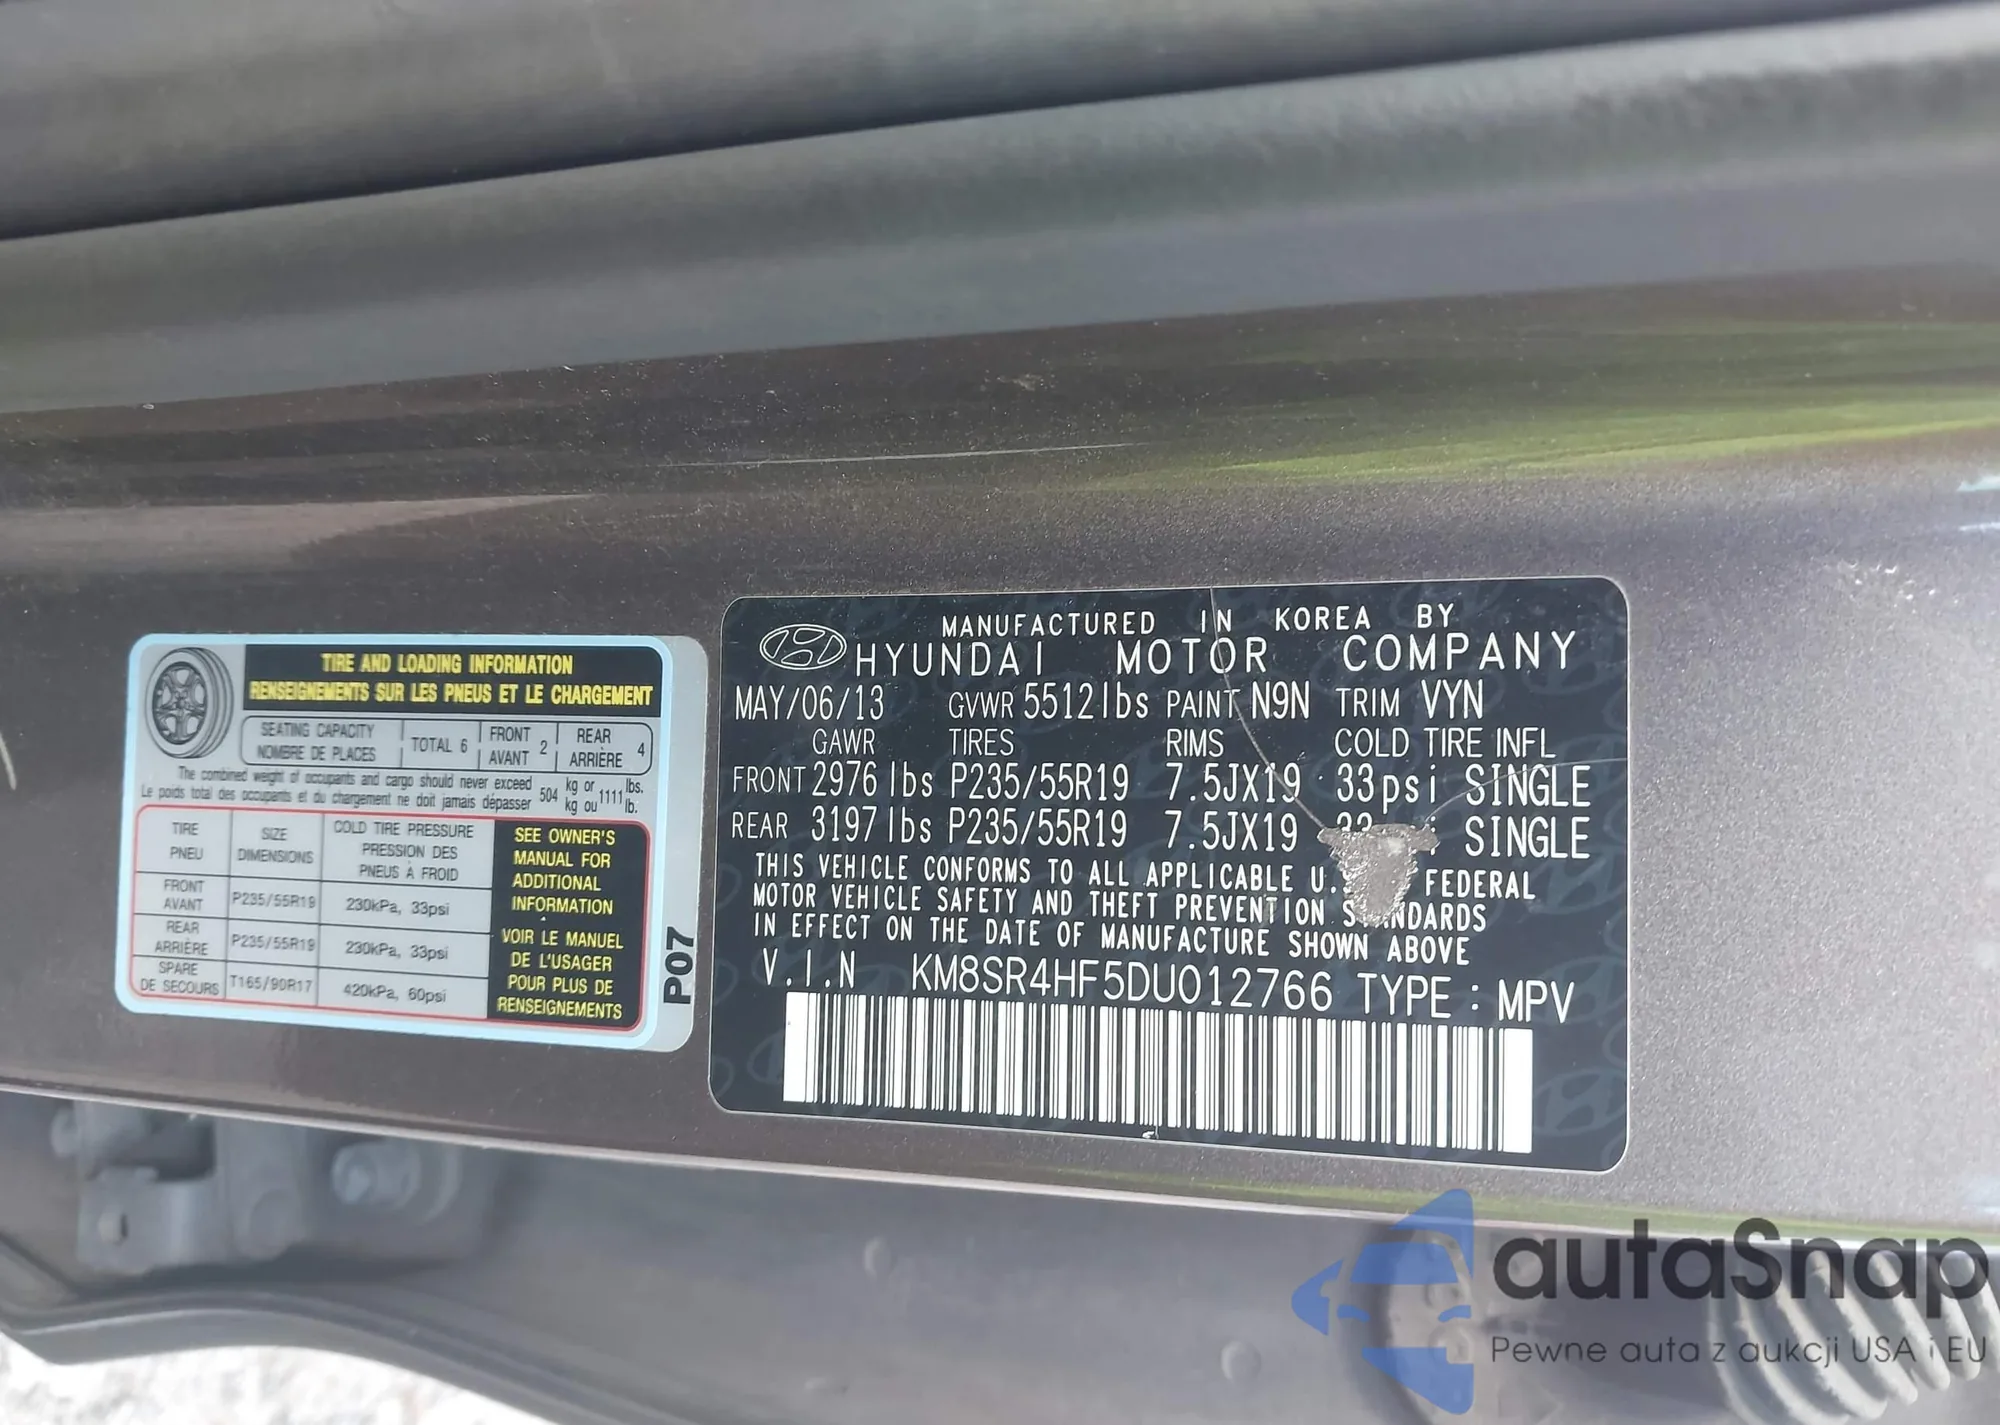 TIRE AND LOADING INFORMATION
RENSEIGNEMENTS SUR LES PNEUS ET LE CHARGEMENT
SEATING CAPACITY
NOMBRE DE PLACES
TOTAL 6
FRONT
AVANT
2
REAR
ARRIÈRE
4
The combined weight of occupants and cargo should never exceed 504 kg or 1111 lbs.
Le poids total des occupants et du chargement ne doit jamais dépasser kg ou lb.
TIRE
PNEU
SIZE
DIMENSIONS
COLD TIRE PRESSURE
PRESSION DES
PNEUS À FROID
FRONT
AVANT
P235/55R19
230kPa, 33psi
REAR
ARRIÈRE
P235/55R19
230kPa, 33psi
SPARE
DE SECOURS
T165/90R17
420kPa, 60psi
SEE OWNER'S
MANUAL FOR
ADDITIONAL
INFORMATION
VOIR LE MANUEL
DE L'USAGER
POUR PLUS DE
RENSEIGNEMENTS
P07
MANUFACTURED IN KOREA BY
HYUNDAI MOTOR COMPANY
MAY/06/13 GVWR 5512lbs PAINT N9N TRIM VYN
GAWR TIRES RIMS COLD TIRE INFL
FRONT 2976 lbs P235/55R19 7.5JX19 33psi SINGLE
REAR 3197 lbs P235/55R19 7.5JX19 SINGLE
THIS VEHICLE CONFORMS TO ALL APPLICABLE FEDERAL
MOTOR VEHICLE SAFETY AND THEFT PREVENTION STANDARDS
IN EFFECT ON THE DATE OF MANUFACTURE SHOWN ABOVE
V.I.N KM8SR4HF5DU012766 TYPE : MPV
autaSnap
Pewne auta z aukcji USA i EU